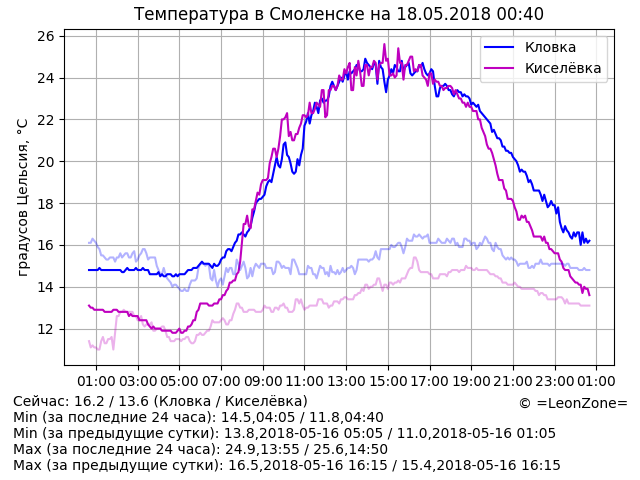 Температура в Смоленске на 18.05.2018 00:40
градусов Цельсия, °C
26
24
22
20
18
16
14
12
Кловка
Киселёвка
01:00 03:00 05:00 07:00 09:00 11:00 13:00 15:00 17:00 19:00 21:00 23:00 01:00
Сейчас: 16.2 / 13.6 (Кловка / Киселёвка)
© =LeonZone=
Min (за последние 24 часа): 14.5,04:05 / 11.8,04:40
Min (за предыдущие сутки): 13.8,2018-05-16 05:05 / 11.0,2018-05-16 01:05
Max (за последние 24 часа): 24.9,13:55 / 25.6,14:50
Max (за предыдущие сутки): 16.5,2018-05-16 16:15 / 15.4,2018-05-16 16:15